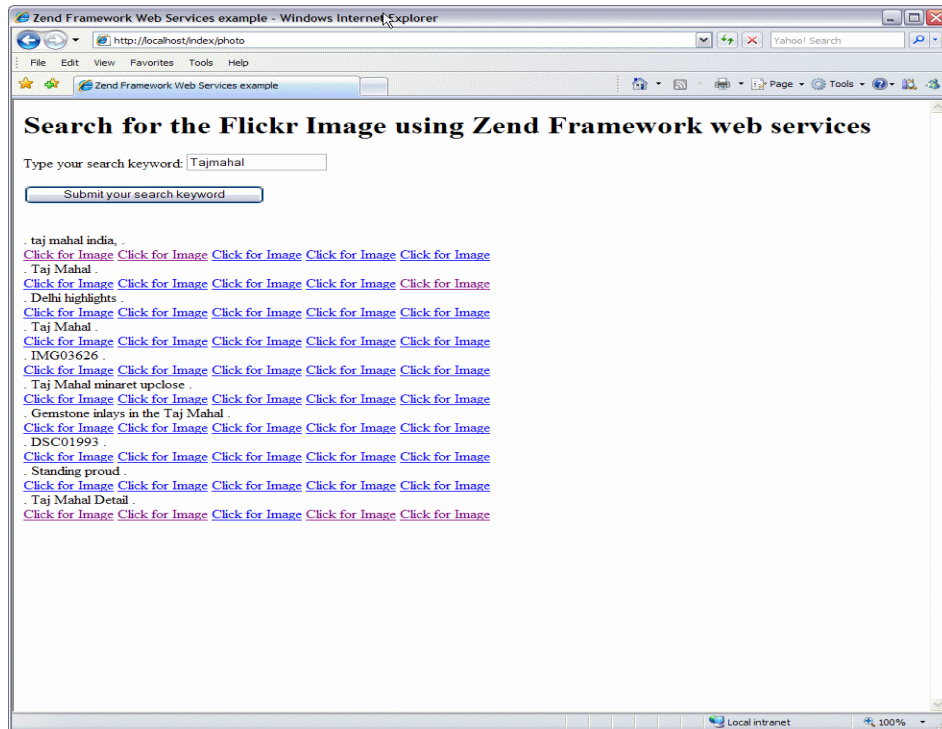 Zend Framework Web Services example - Windows Internet Explorer
http://localhost/index/photo
Yahoo! Search
File Edit View Favorites Tools Help
Zend Framework Web Services example
Page Tools
Search for the Flickr Image using Zend Framework web services
Type your search keyword: Tajmahal
Submit your search keyword
. taj mahal india, .
Click for Image Click for Image Click for Image Click for Image Click for Image
. Taj Mahal .
Click for Image Click for Image Click for Image Click for Image Click for Image
. Delhi highlights .
Click for Image Click for Image Click for Image Click for Image Click for Image
. Taj Mahal .
Click for Image Click for Image Click for Image Click for Image Click for Image
. IMG03626 .
Click for Image Click for Image Click for Image Click for Image Click for Image
. Taj Mahal minaret upclose .
Click for Image Click for Image Click for Image Click for Image Click for Image
. Gemstone inlays in the Taj Mahal .
Click for Image Click for Image Click for Image Click for Image Click for Image
. DSC01993 .
Click for Image Click for Image Click for Image Click for Image Click for Image
. Standing proud .
Click for Image Click for Image Click for Image Click for Image Click for Image
. Taj Mahal Detail .
Click for Image Click for Image Click for Image Click for Image Click for Image
Local intranet 100%